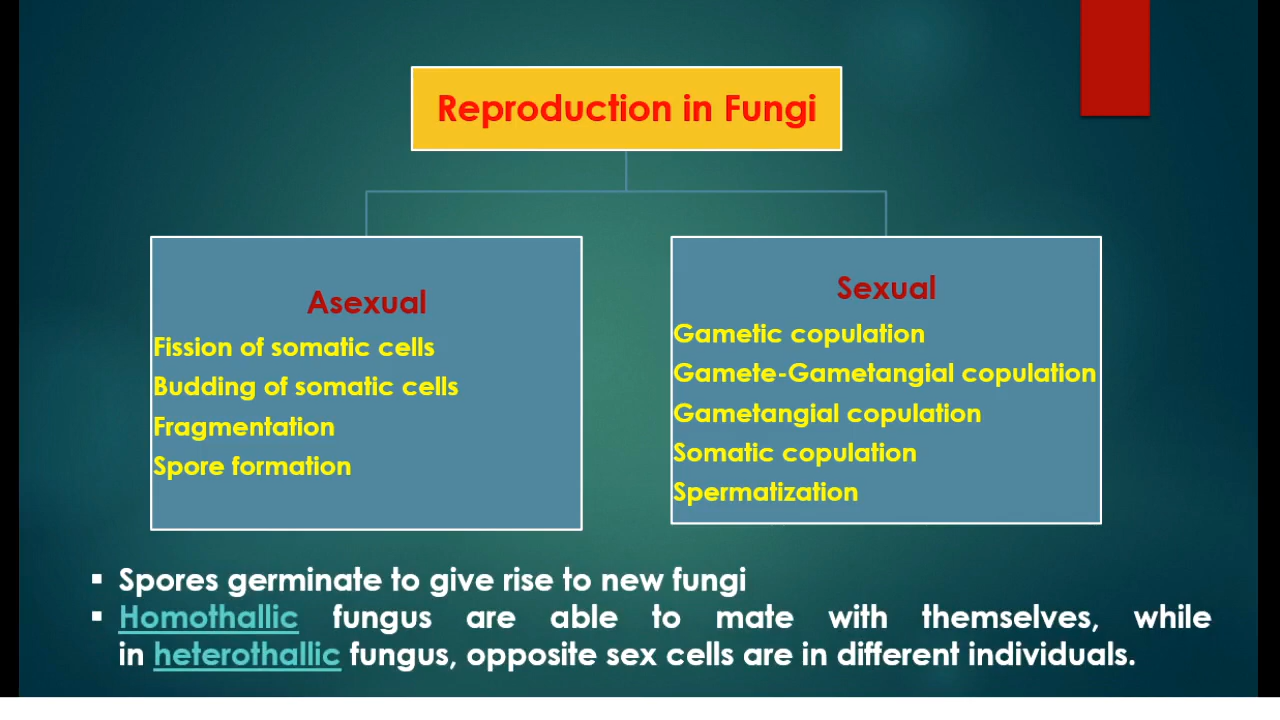 Reproduction in Fungi
Asexual
Fission of somatic cells
Budding of somatic cells
Fragmentation
Spore formation
Sexual
Gametic copulation
Gamete-Gametangial copulation
Gametangial copulation
Somatic copulation
Spermatization
▪ Spores germinate to give rise to new fungi
▪ Homothallic fungus are able to mate with themselves, while
in heterothallic fungus, opposite sex cells are in different individuals.